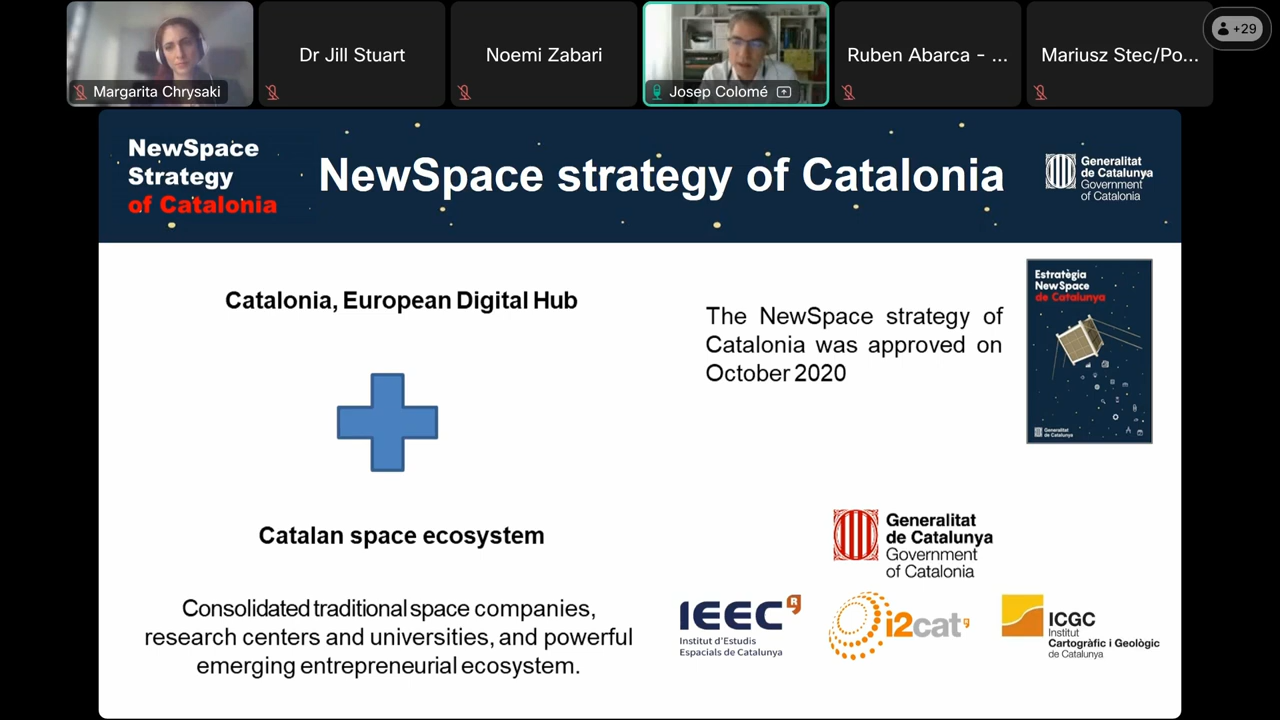 Margarita Chrysaki
Dr Jill Stuart
Noemi Zabari
Josep Colomé
Ruben Abarca - ...
Mariusz Stec/Po...
+29
NewSpace
Strategy
of Catalonia
NewSpace strategy of Catalonia
Generalitat
de Catalunya
Government
of Catalonia
Catalonia, European Digital Hub
The NewSpace strategy of
Catalonia was approved on
October 2020
Estratègia
NewSpace
de Catalunya
Generalitat
de Catalunya
Catalan space ecosystem
Consolidated traditional space companies,
research centers and universities, and powerful
emerging entrepreneurial ecosystem.
Generalitat
de Catalunya
Government
of Catalonia
IEEC R
Institut d'Estudis
Espacials de Catalunya
i2cat
ICGC
Institut
Cartogràfic i Geològic
de Catalunya